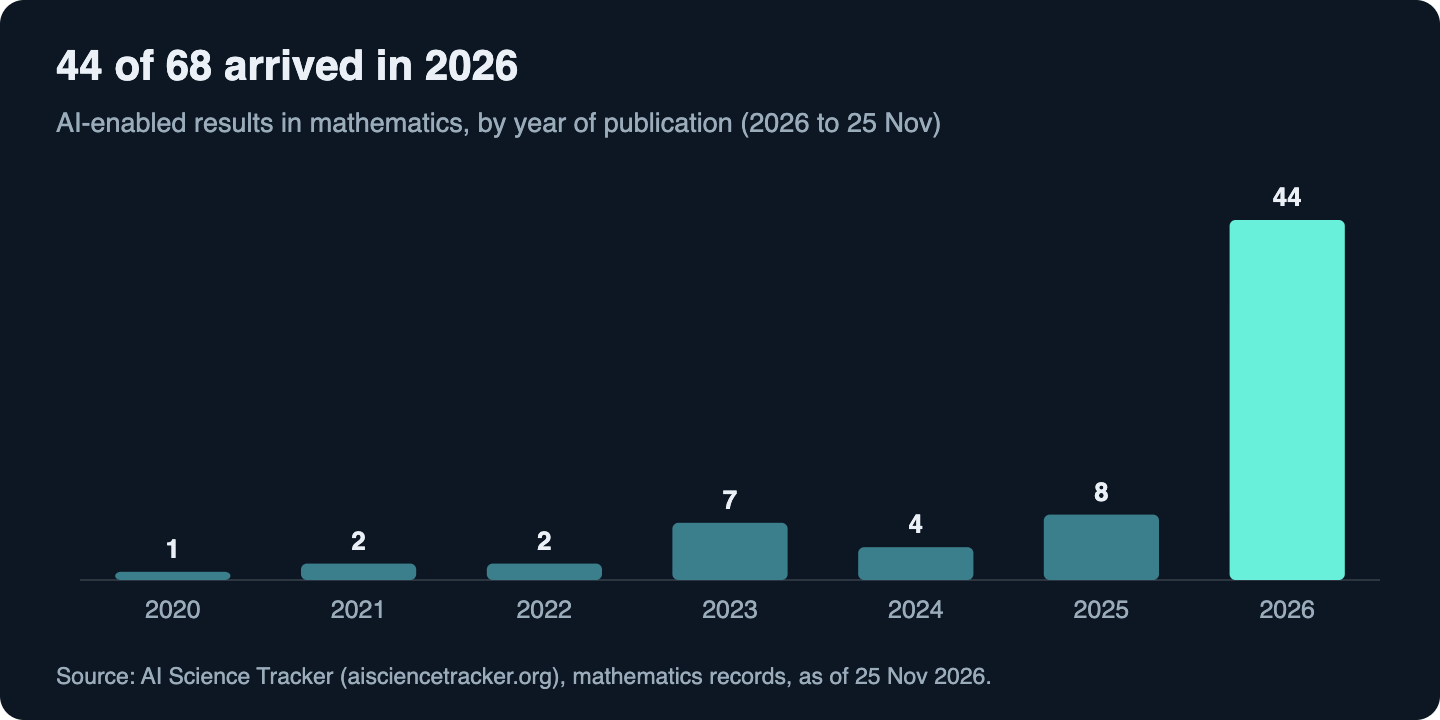 44 of 68 arrived in 2026
AI-enabled results in mathematics, by year of publication (2026 to 25 Nov)
44
7
8
4
2
2
1
2020 2021 2022 2023 2024 2025 2026
Source: AI Science Tracker (aisciencetracker.org), mathematics records, as of 25 Nov 2026.